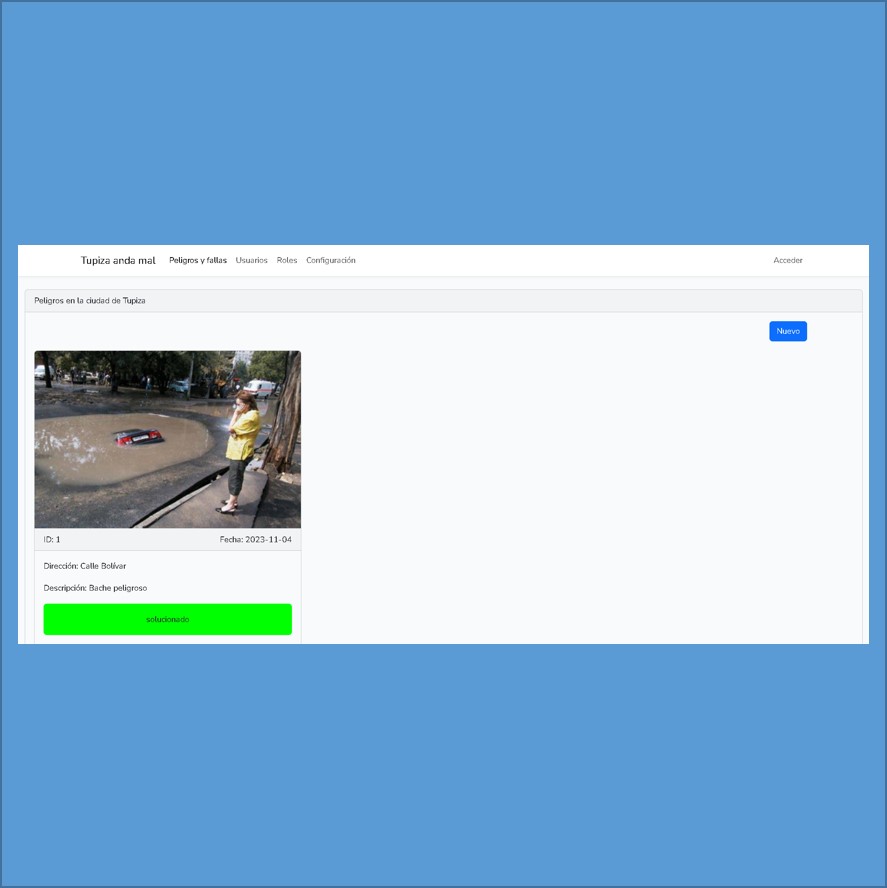 Tupiza anda mal Peligros y fallas Usuarios Roles Configuración Acceder
Peligros en la ciudad de Tupiza
Nuevo
ID: 1 Fecha: 2023-11-04
Dirección: Calle Bolívar
Descripción: Bache peligroso
solucionado